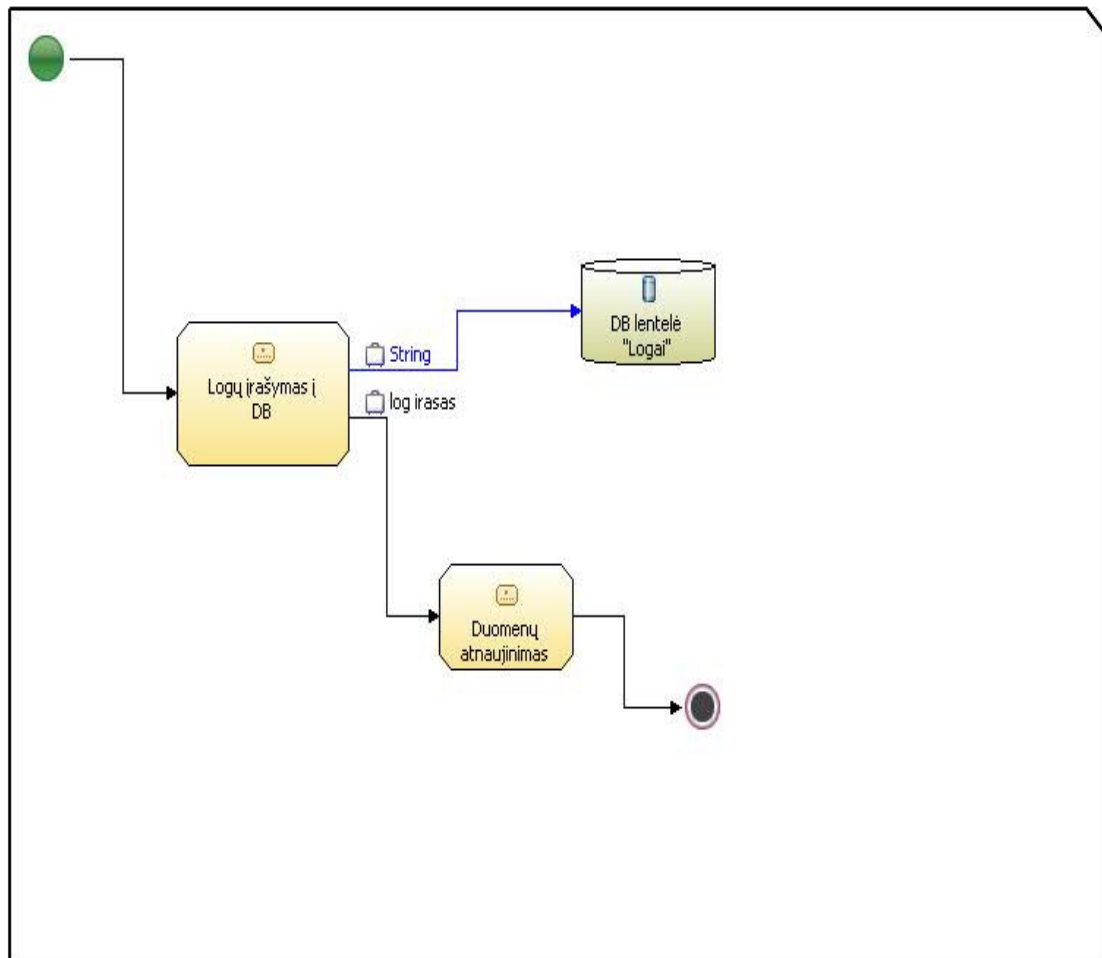 DB lentelė
"Logai"
String
Logų įrašymas į
DB
log irasas
Duomenų
atnaujinimas